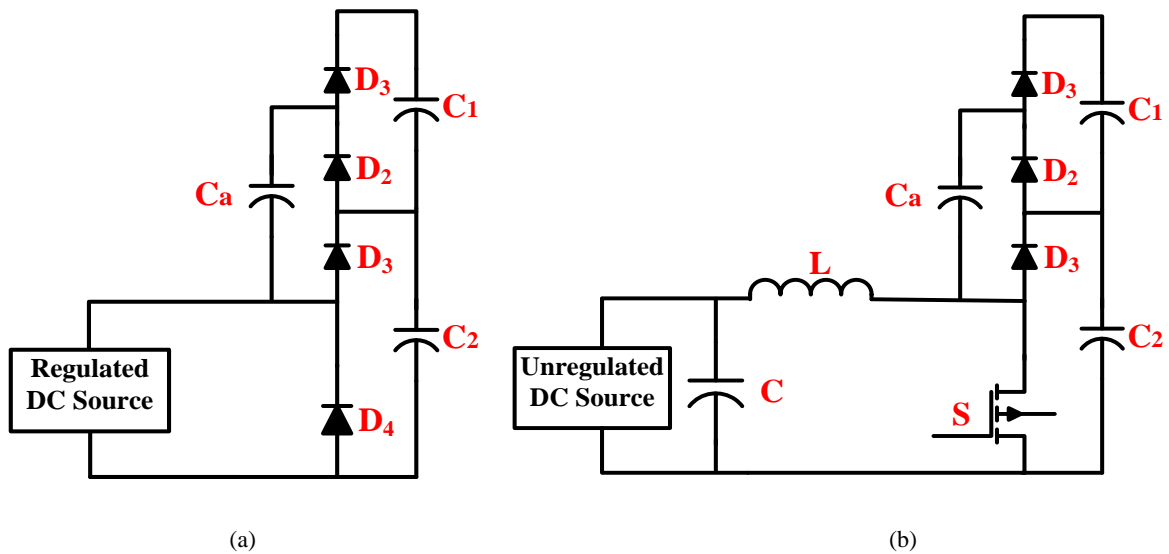 D3
C1
D2
Ca
D3
C2
Regulated
DC Source
D4
(a)
D3
C1
D2
Ca
D3
L
C2
Unregulated
DC Source
C
S
(b)